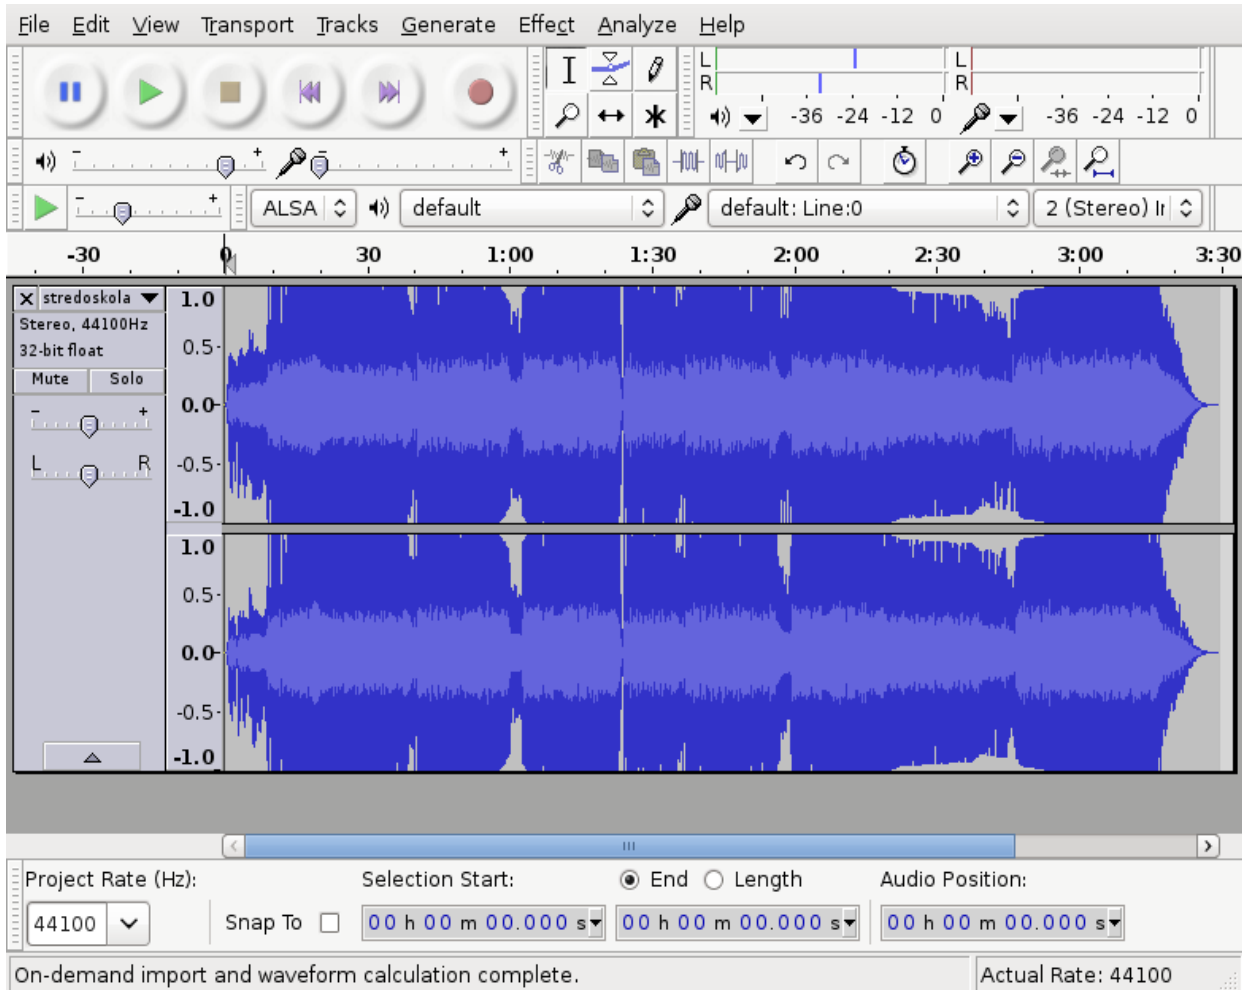 File Edit View Transport Tracks Generate Effect Analyze Help
L L
R R
-36 -24 -12 0 -36 -24 -12 0
- + - +
- + ALSA default default: Line:0 2 (Stereo) Ir
-30 0 30 1:00 1:30 2:00 2:30 3:00 3:30
X stredoskola
Stereo, 44100Hz
32-bit float
Mute Solo
- +
L R
1.0
0.5
0.0
-0.5
-1.0
1.0
0.5
0.0
-0.5
-1.0
Project Rate (Hz): Selection Start: End Length Audio Position:
44100 Snap To 00 h 00 m 00.000 s 00 h 00 m 00.000 s 00 h 00 m 00.000 s
On-demand import and waveform calculation complete. Actual Rate: 44100